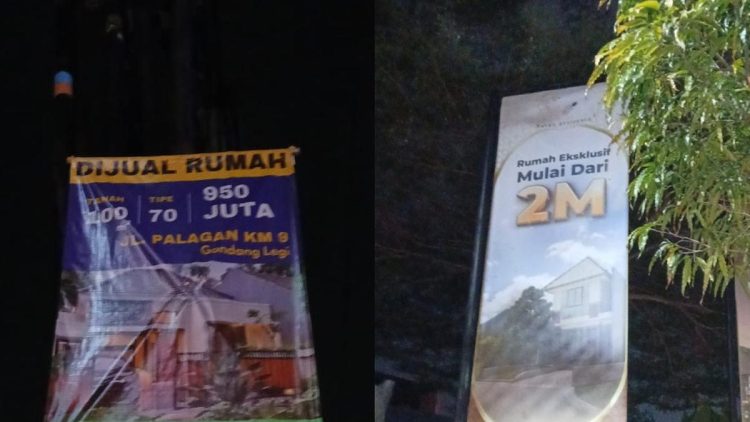 DIJUAL RUMAH
TANAH TIPE 950
100 70 JUTA
JL. PALAGAN KM 9
Gondang Legi
Rumah Eksklusif
Mulai Dari
2M